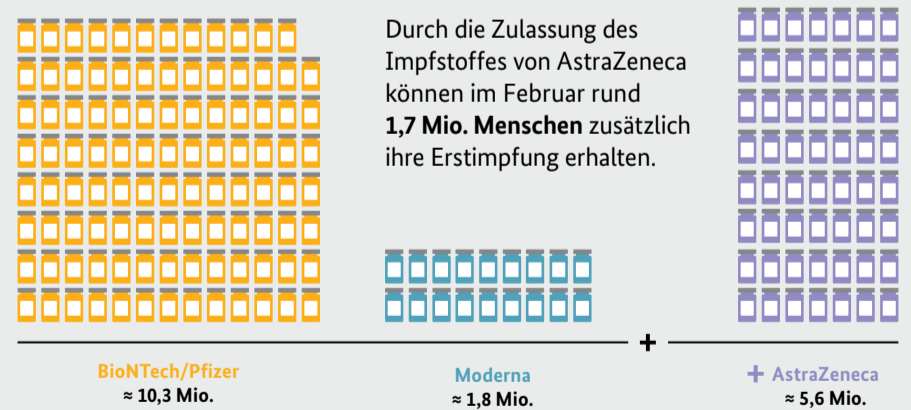 Durch die Zulassung des
Impfstoffes von AstraZeneca
können im Februar rund
1,7 Mio. Menschen zusätzlich
ihre Erstimpfung erhalten.
+
BioNTech/Pfizer
≈ 10,3 Mio.
Moderna
≈ 1,8 Mio.
+ AstraZeneca
≈ 5,6 Mio.